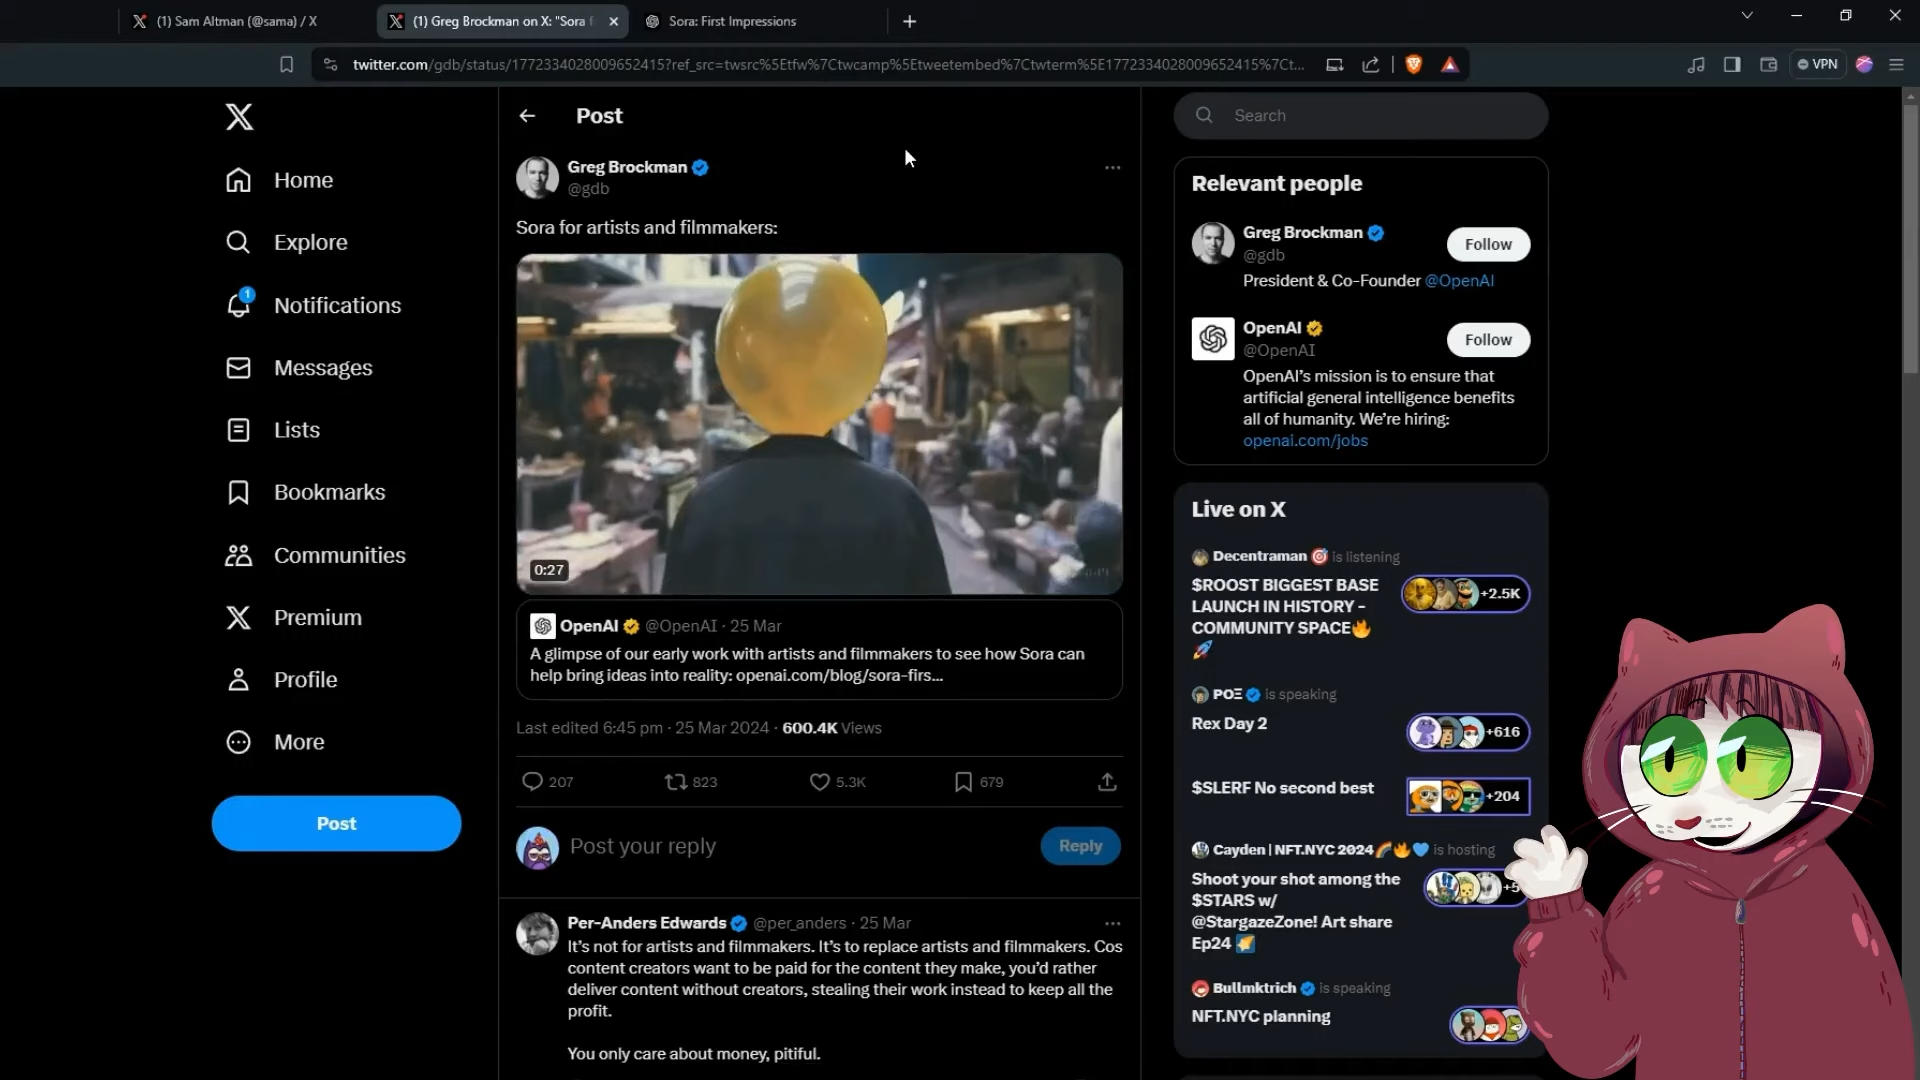 (1) Sam Altman (@sama) / X
(1) Greg Brockman on X: "Sora f
Sora: First Impressions
twitter.com/gdb/status/1772334028009652415?ref_src=twsrc%5Etfw%7Ctwcamp%5Etweetembed%7Ctwterm%5E1772334028009652415%7Ct...
VPN
Home
Explore
1
Notifications
Messages
Lists
Bookmarks
Communities
Premium
Profile
More
Post
Post
Greg Brockman
@gdb
Sora for artists and filmmakers:
0:27
OpenAI @OpenAI · 25 Mar
A glimpse of our early work with artists and filmmakers to see how Sora can
help bring ideas into reality: openai.com/blog/sora-firs...
Last edited 6:45 pm · 25 Mar 2024 · 600.4K Views
207 823 5.3K 679
Post your reply
Reply
Per-Anders Edwards @per_anders · 25 Mar
It's not for artists and filmmakers. It's to replace artists and filmmakers. Cos
content creators want to be paid for the content they make, you'd rather
deliver content without creators, stealing their work instead to keep all the
profit.
You only care about money, pitiful.
Search
Relevant people
Greg Brockman
@gdb
Follow
President & Co-Founder @OpenAI
OpenAI
@OpenAI
Follow
OpenAI's mission is to ensure that
artificial general intelligence benefits
all of humanity. We're hiring:
openai.com/jobs
Live on X
Decentraman is listening
$ROOST BIGGEST BASE
LAUNCH IN HISTORY -
COMMUNITY SPACE
+2.5K
POΞ is speaking
Rex Day 2
+616
$SLERF No second best
+204
Cayden | NFT.NYC 2024 is hosting
Shoot your shot among the
$STARS w/
@StargazeZone! Art share
Ep24
+5
Bullmktrich is speaking
NFT.NYC planning